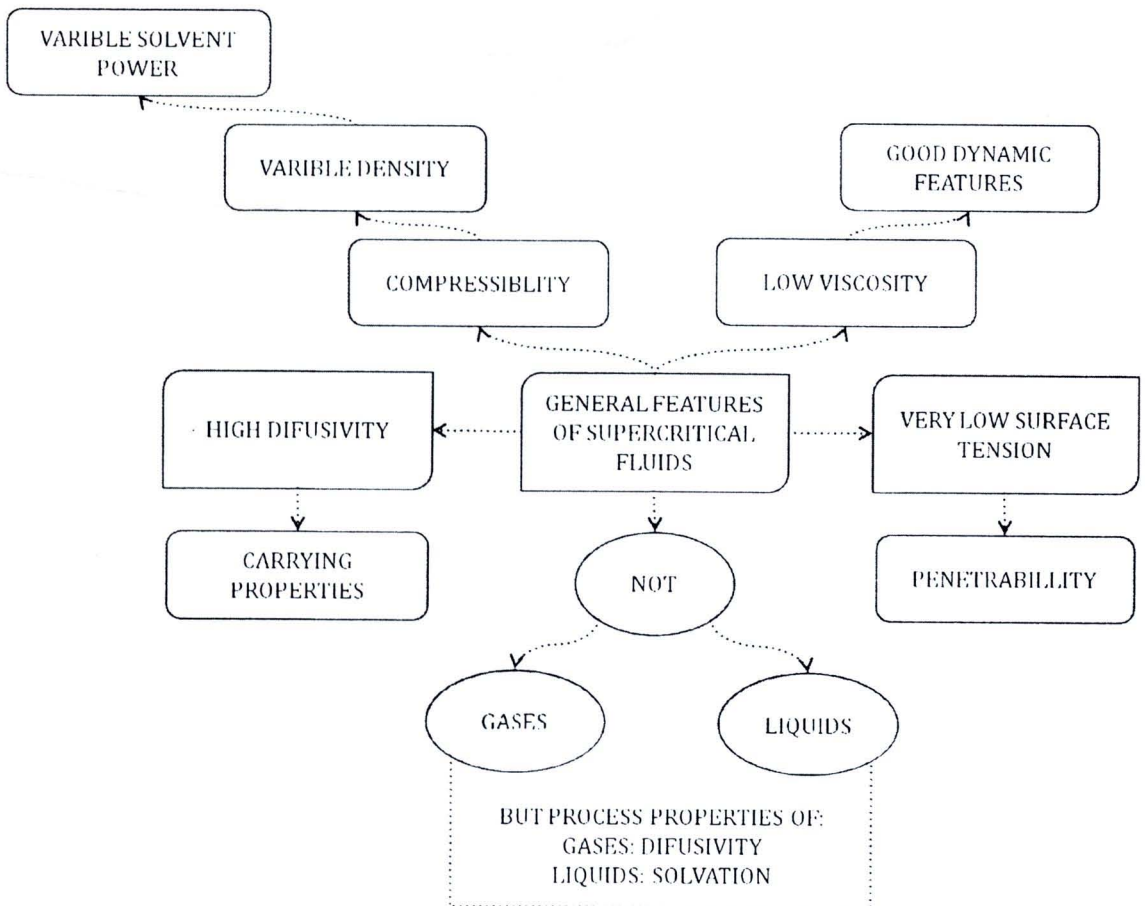 VARIBLE SOLVENT
POWER
VARIBLE DENSITY
GOOD DYNAMIC
FEATURES
COMPRESSIBLITY
LOW VISCOSITY
HIGH DIFUSIVITY
GENERAL FEATURES
OF SUPERCRITICAL
FLUIDS
VERY LOW SURFACE
TENSION
CARRYING
PROPERTIES
NOT
PENETRABILLITY
GASES
LIQUIDS
BUT PROCESS PROPERTIES OF:
GASES: DIFUSIVITY
LIQUIDS: SOLVATION